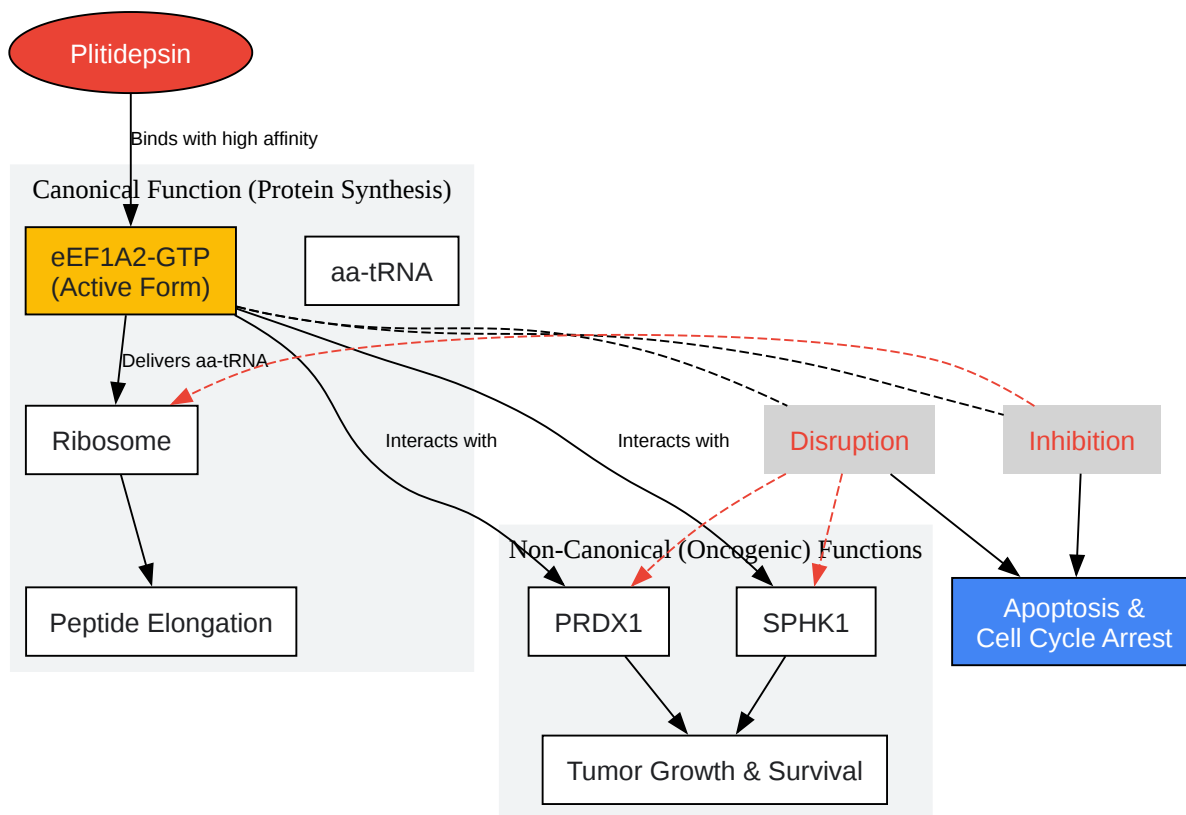 Plitidepsin
Binds with high affinity
Canonical Function (Protein Synthesis)
eEF1A2-GTP
(Active Form)
aa-tRNA
Delivers aa-tRNA
Ribosome
Interacts with
Interacts with
Disruption
Inhibition
Non-Canonical (Oncogenic) Functions
Peptide Elongation
PRDX1
SPHK1
Apoptosis &
Cell Cycle Arrest
Tumor Growth & Survival